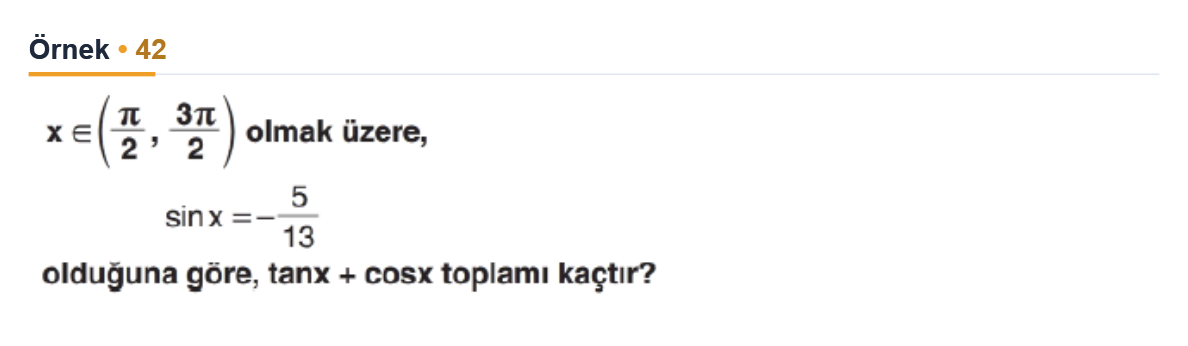 Örnek • 42
x ∈ (π/2, 3π/2) olmak üzere,
sin x = −5/13
olduğuna göre, tanx + cosx toplamı kaçtır?